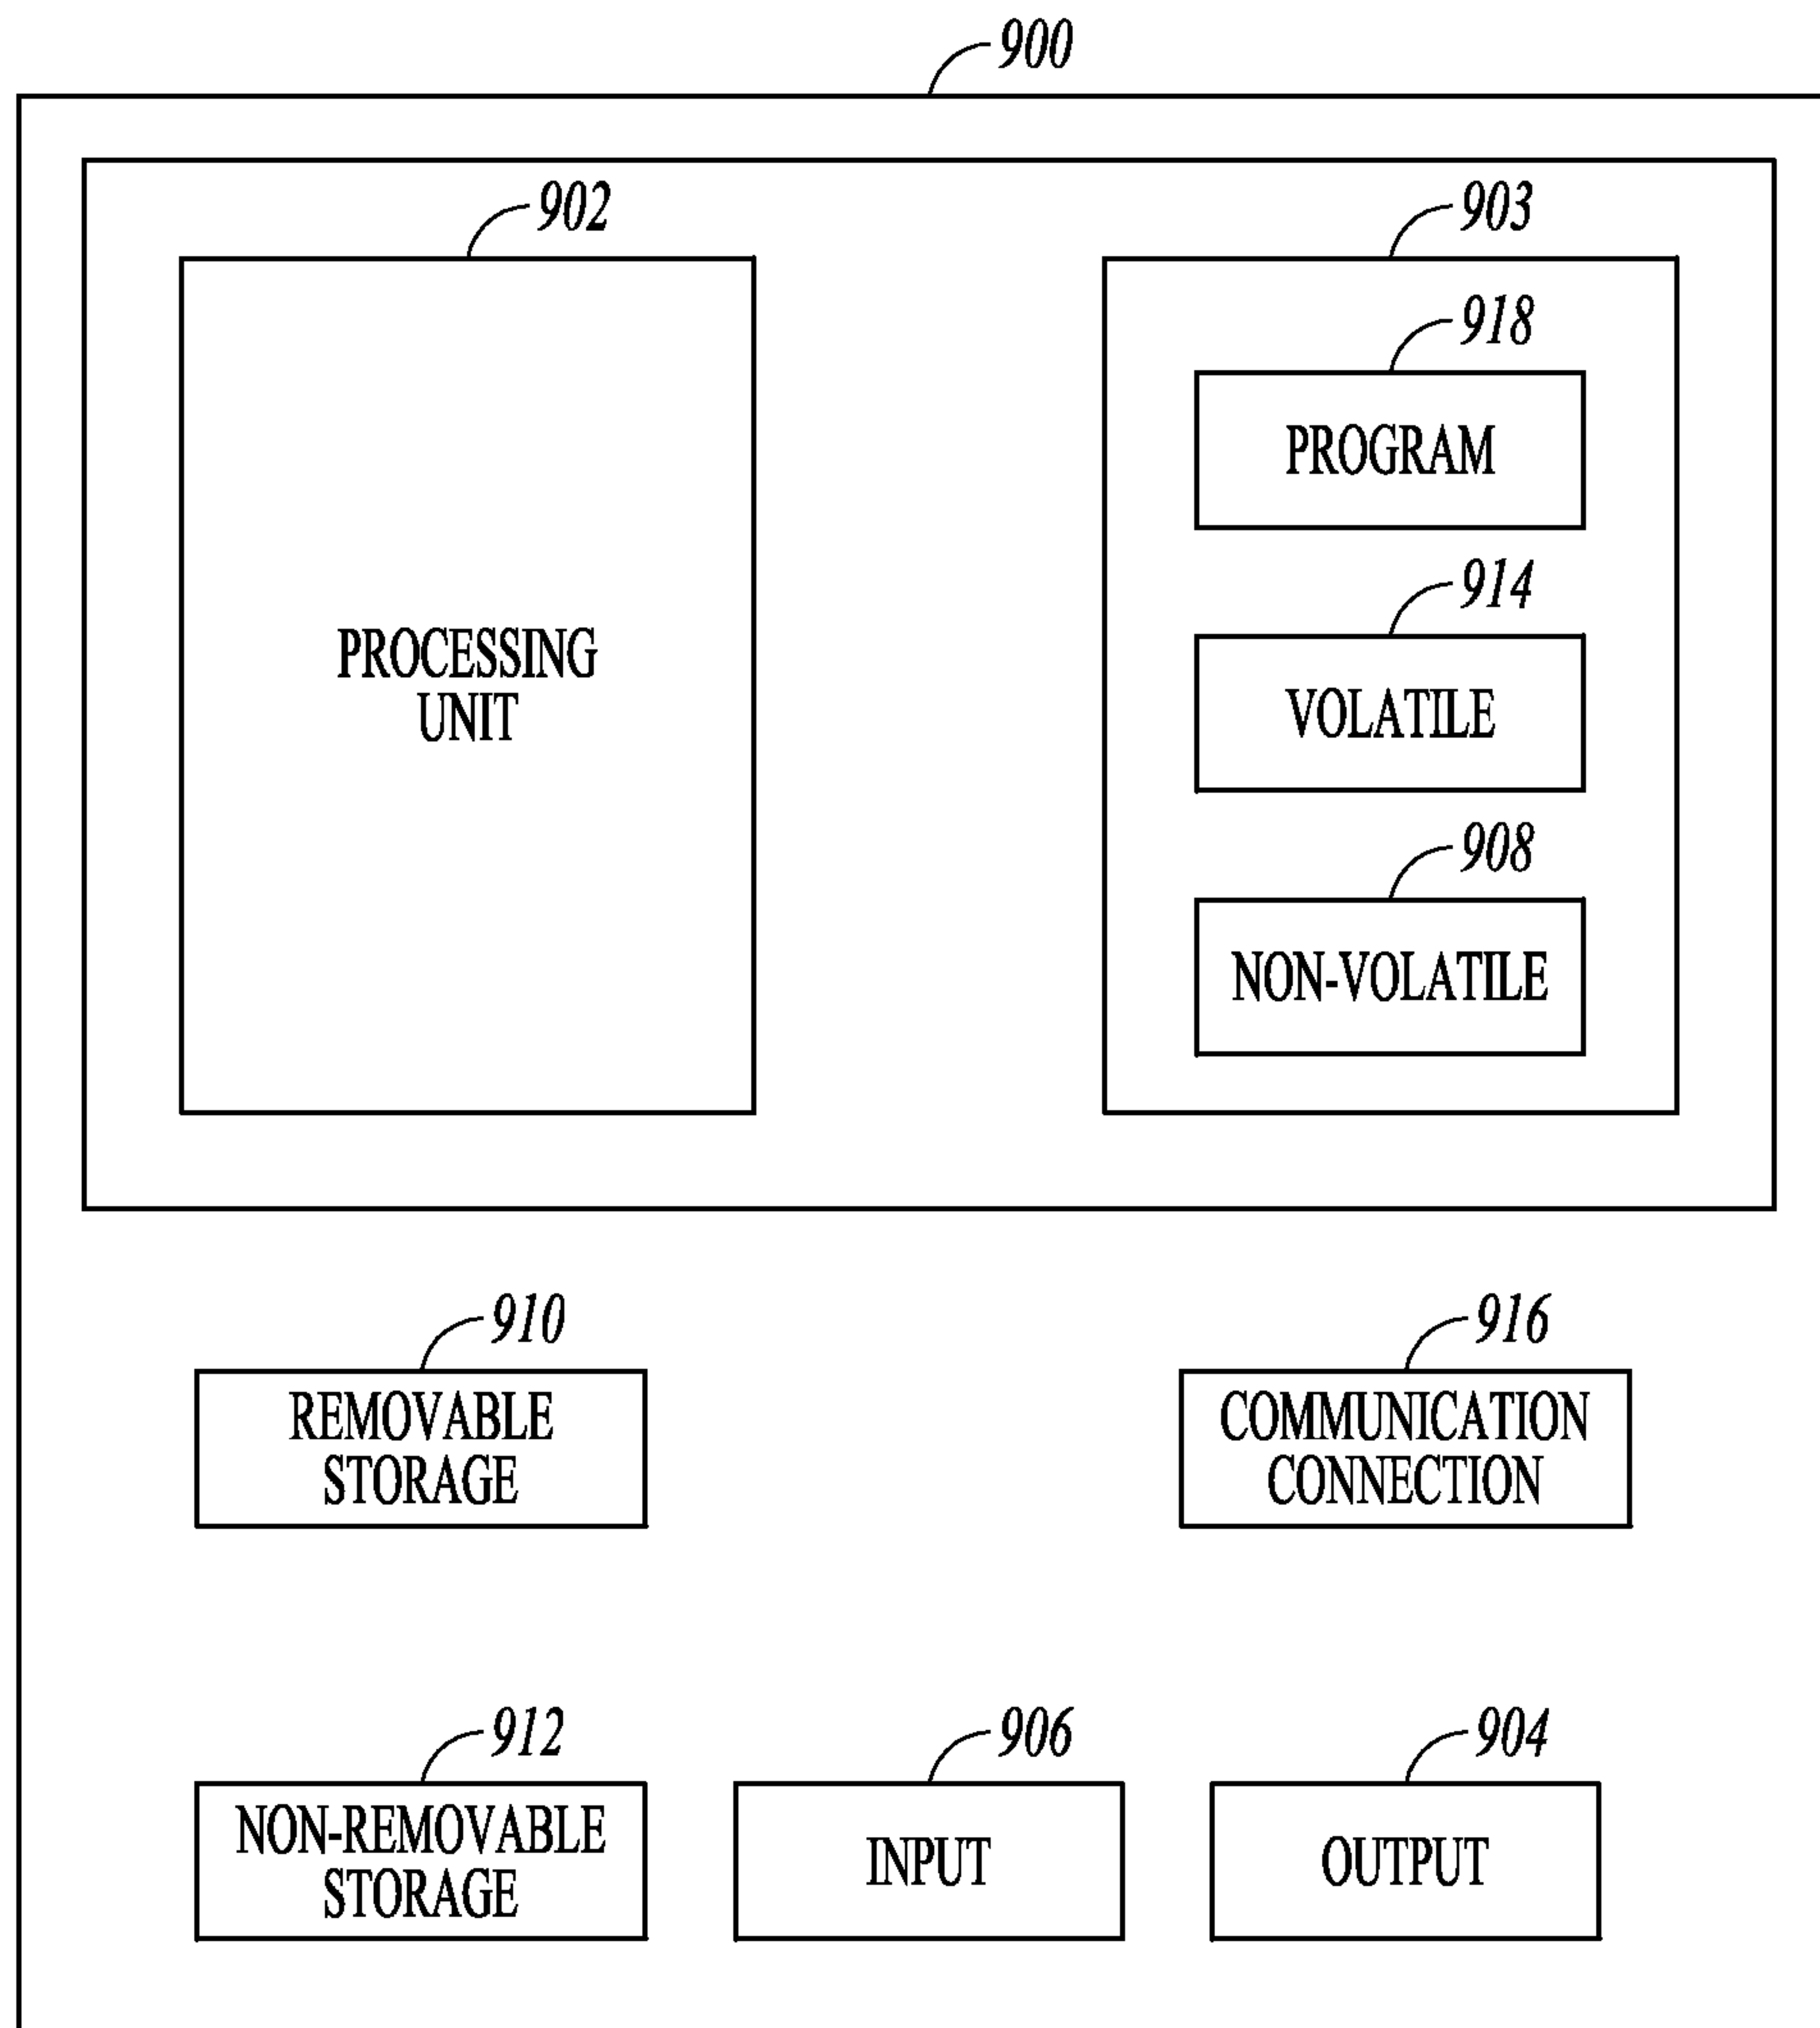 900
902
903
918
PROGRAM
914
PROCESSING
UNIT
VOLATILE
908
NON-VOLATILE
910
916
REMOVABLE
STORAGE
COMMUNICATION
CONNECTION
912
906
904
NON-REMOVABLE
STORAGE
INPUT
OUTPUT